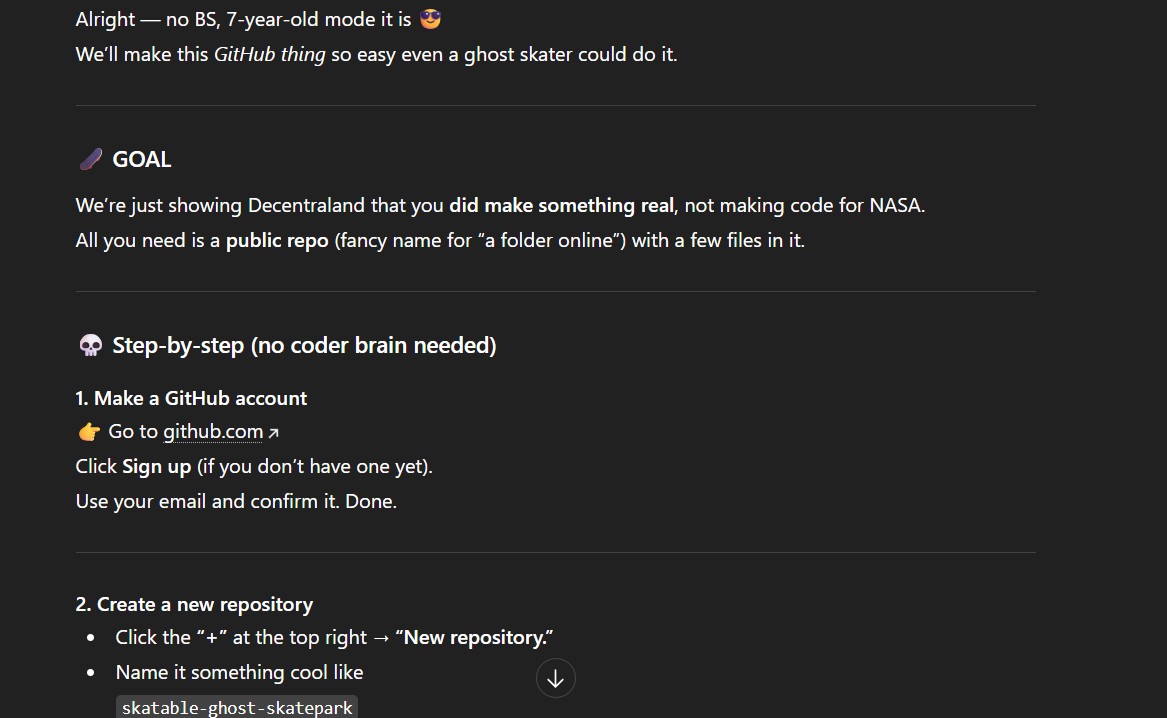 Alright — no BS, 7-year-old mode it is 😎
We’ll make this GitHub thing so easy even a ghost skater could do it.
🛹 GOAL
We’re just showing Decentraland that you did make something real, not making code for NASA.
All you need is a public repo (fancy name for “a folder online”) with a few files in it.
💀 Step-by-step (no coder brain needed)
1. Make a GitHub account
👉 Go to github.com ↗
Click Sign up (if you don’t have one yet).
Use your email and confirm it. Done.
2. Create a new repository
• Click the “+” at the top right → “New repository.”
• Name it something cool like
skatable-ghost-skatepark